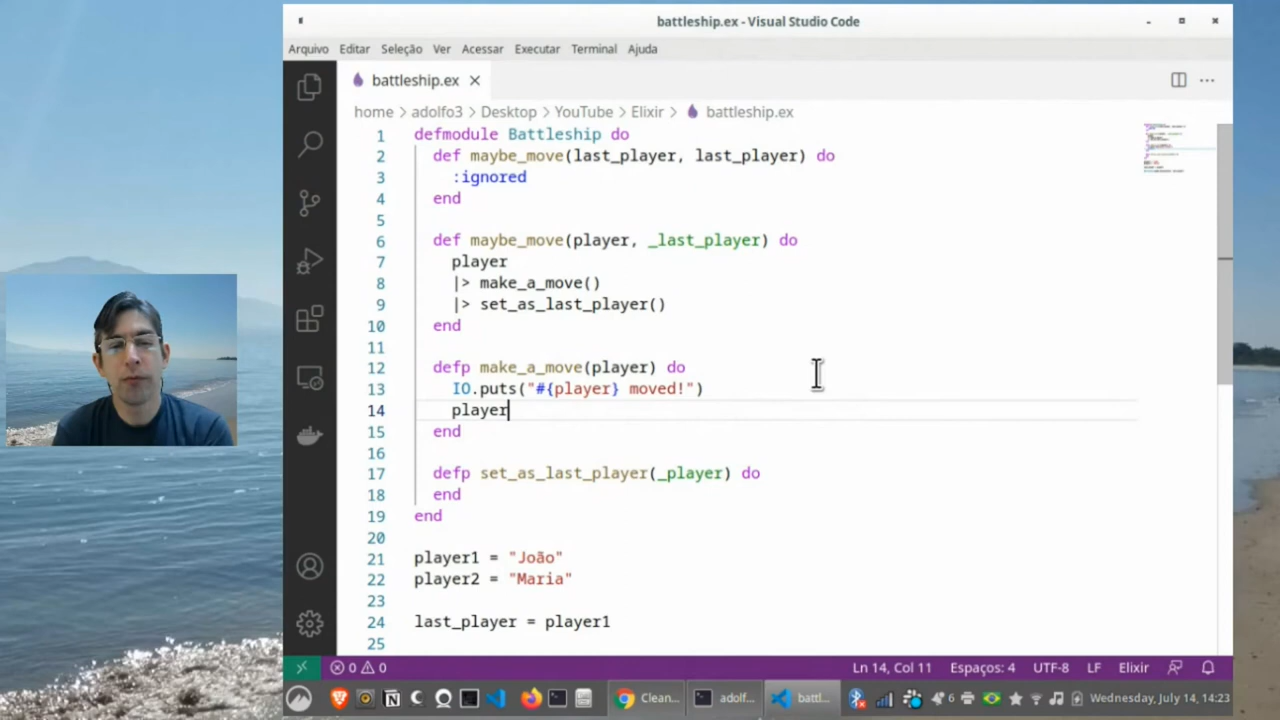 battleship.ex - Visual Studio Code
Arquivo Editar Seleção Ver Acessar Executar Terminal Ajuda
battleship.ex
home > adolfo3 > Desktop > YouTube > Elixir > battleship.ex
1 defmodule Battleship do
2 def maybe_move(last_player, last_player) do
3 :ignored
4 end
5
6 def maybe_move(player, _last_player) do
7 player
8 |> make_a_move()
9 |> set_as_last_player()
10 end
11
12 defp make_a_move(player) do
13 IO.puts("#{player} moved!")
14 player
15 end
16
17 defp set_as_last_player(_player) do
18 end
19 end
20
21 player1 = "João"
22 player2 = "Maria"
23
24 last_player = player1
25
0 0 Ln 14, Col 11 Espaços: 4 UTF-8 LF Elixir
Clean... adolf... battl... 6 Wednesday, July 14, 14:23